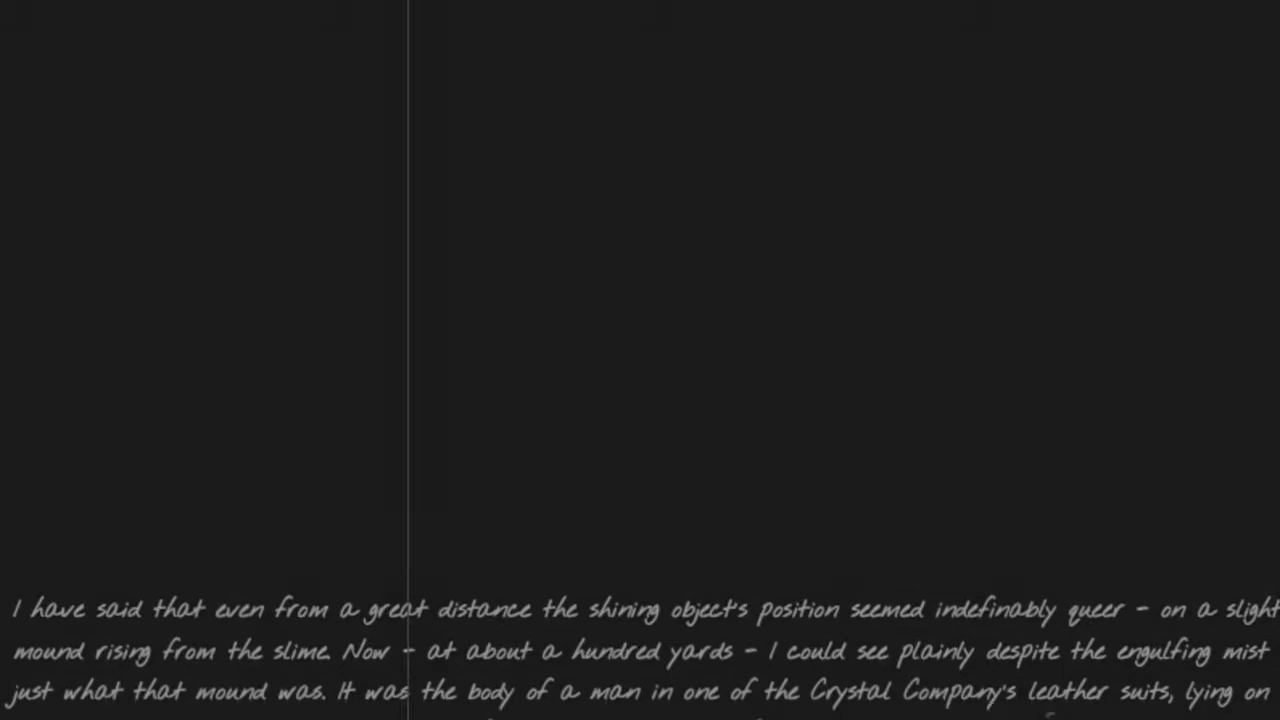 I have said that even from a great distance the shining object's position seemed indefinably queer - on a slight
mound rising from the slime. Now - at about a hundred yards - I could see plainly despite the engulfing mist
just what that mound was. It was the body of a man in one of the Crystal Company's leather suits, lying on